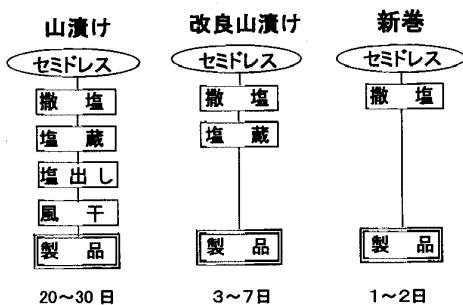 山漬け
セミドレス
撒 塩
塩 蔵
塩出し
風 干
製 品
20〜30日
改良山漬け
セミドレス
撒 塩
塩 蔵
製 品
3〜7日
新巻
セミドレス
撒 塩
製 品
1〜2日